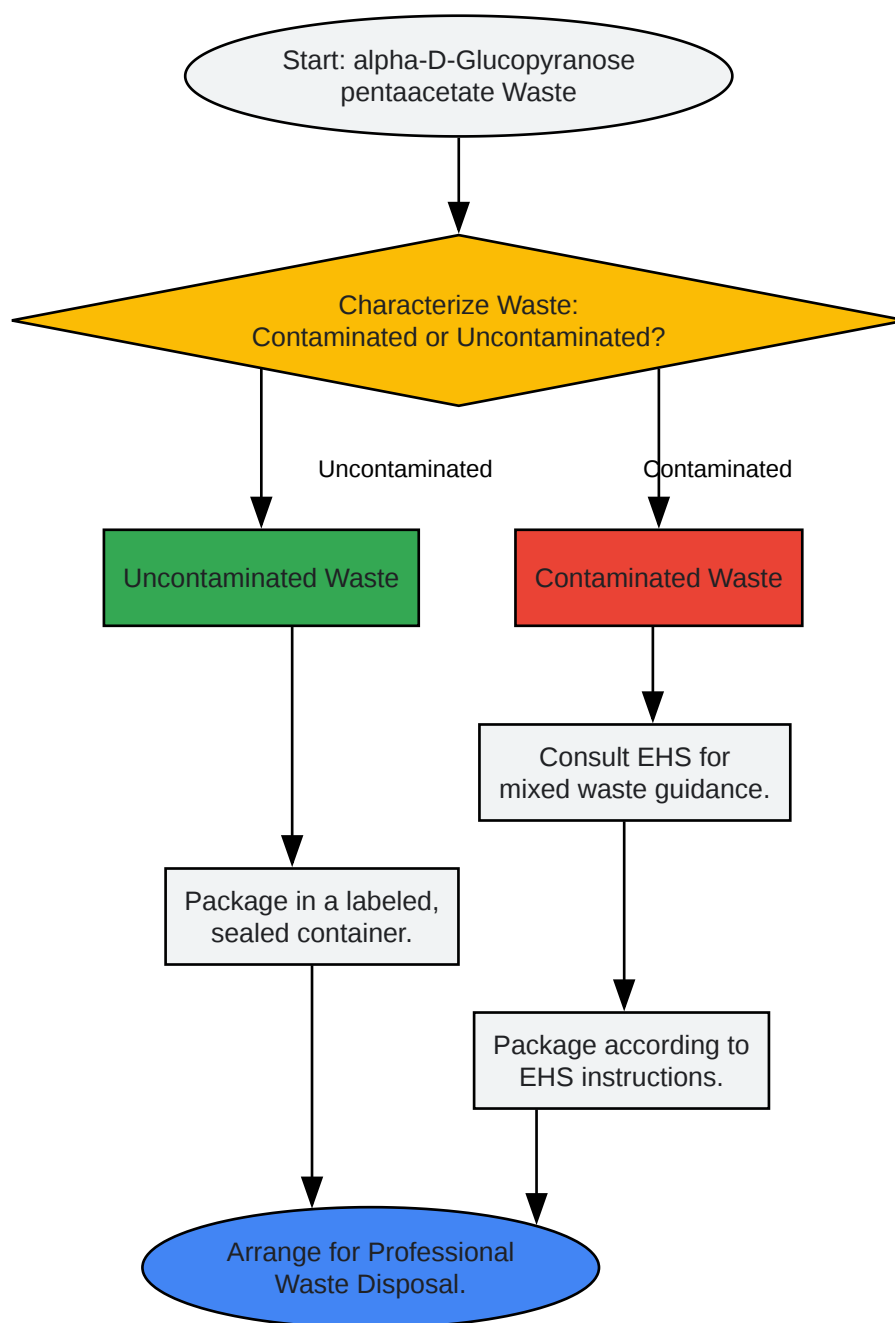 Start: alpha-D-Glucopyranose
pentaacetate Waste
Characterize Waste:
Contaminated or Uncontaminated?
Uncontaminated
Contaminated
Uncontaminated Waste
Contaminated Waste
Consult EHS for
mixed waste guidance.
Package in a labeled,
sealed container.
Package according to
EHS instructions.
Arrange for Professional
Waste Disposal.